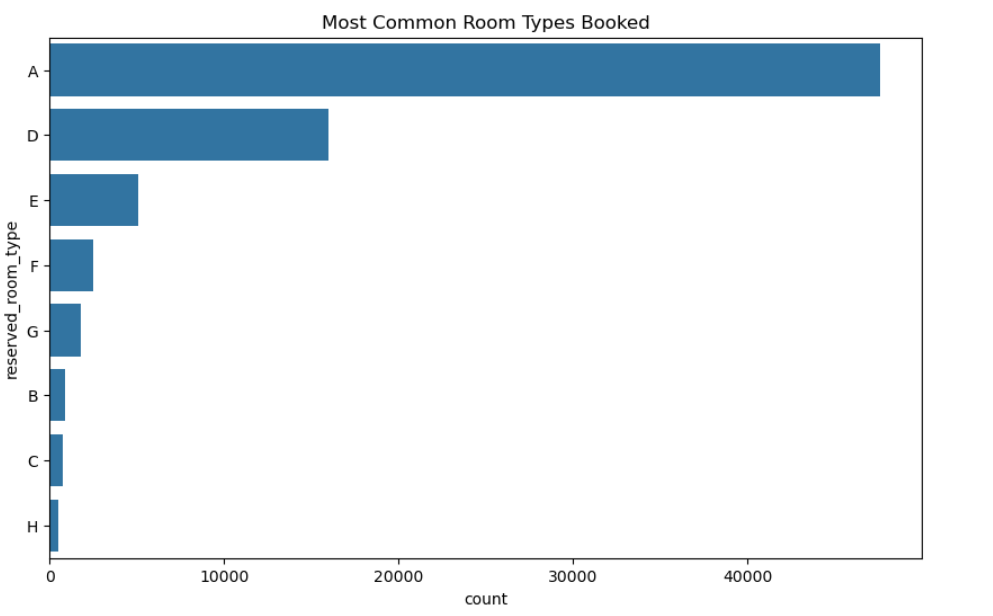 Most Common Room Types Booked
reserved_room_type
A
D
E
F
G
B
C
H
0 10000 20000 30000 40000
count